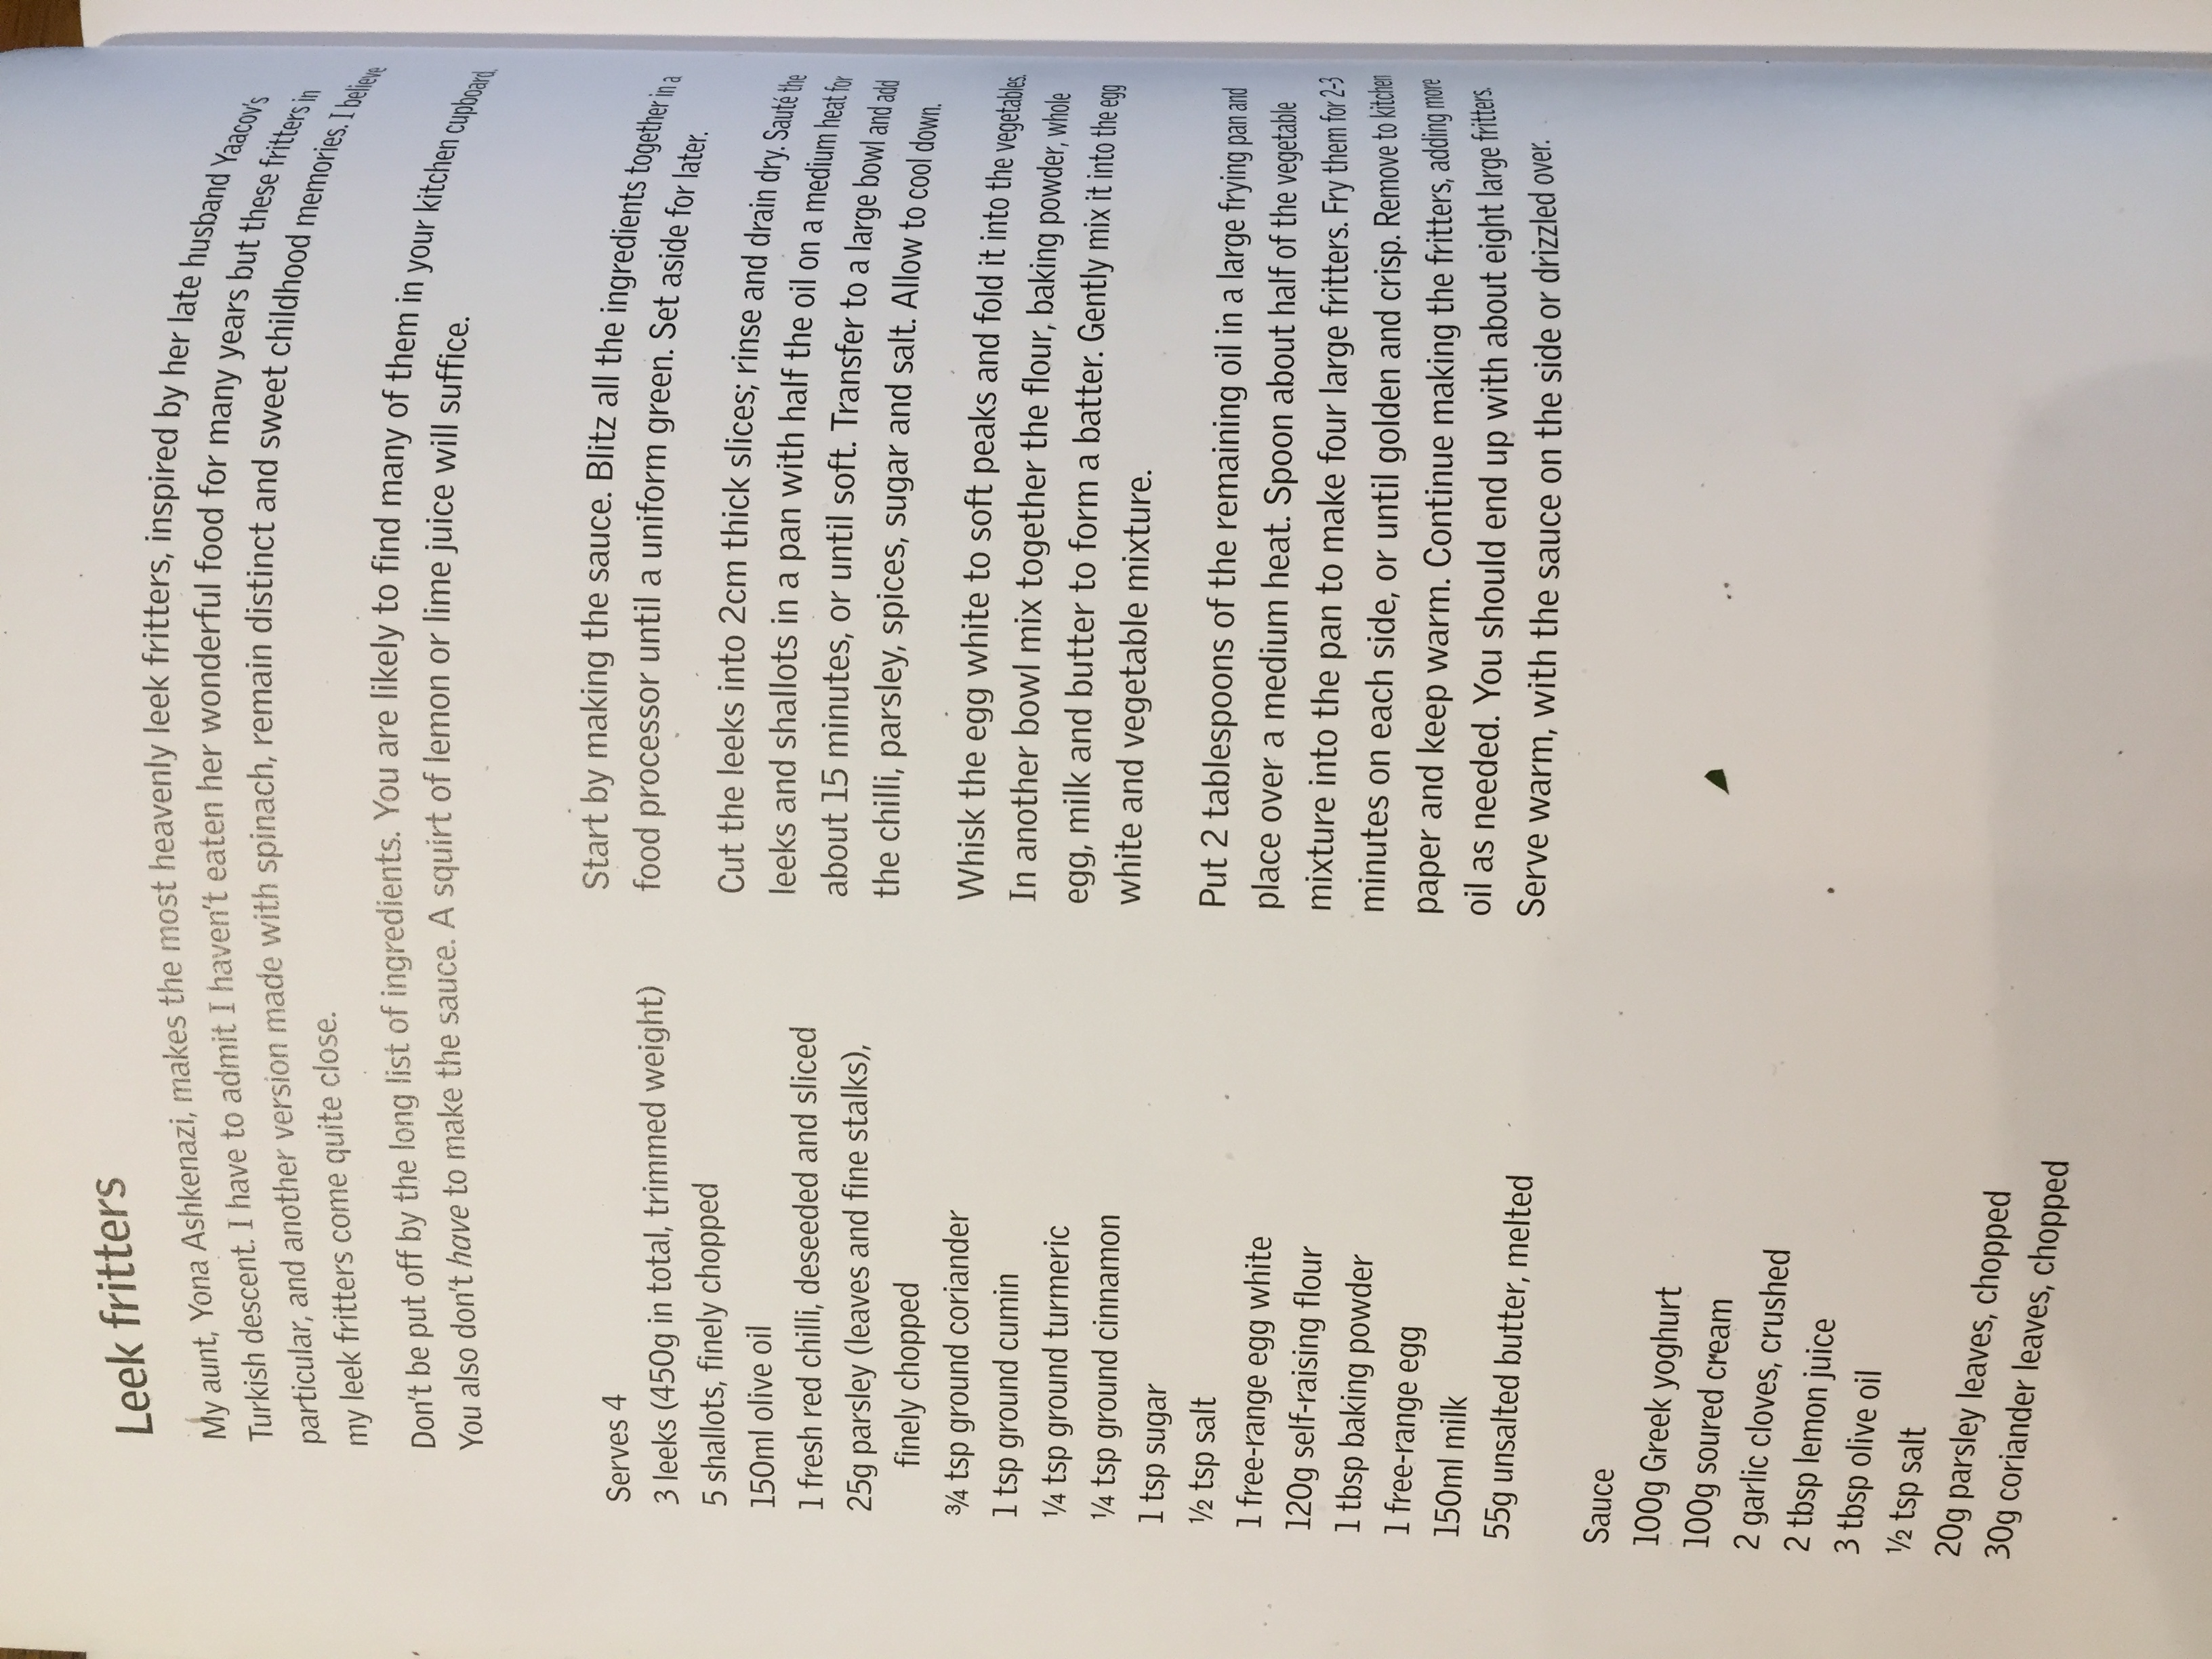 Leek fritters
My aunt, Yona Ashkenazi, makes the most heavenly leek fritters, inspired by her late husband Yaacov's
Turkish descent. I have to admit I haven't eaten her wonderful food for many years but these fritters in
particular, and another version made with spinach, remain distinct and sweet childhood memories. I believe
my leek fritters come quite close.
Don't be put off by the long list of ingredients. You are likely to find many of them in your kitchen cupboard.
You also don't have to make the sauce. A squirt of lemon or lime juice will suffice.
Serves 4
3 leeks (450g in total, trimmed weight)
5 shallots, finely chopped
150ml olive oil
1 fresh red chilli, deseeded and sliced
25g parsley (leaves and fine stalks),
finely chopped
¾ tsp ground coriander
1 tsp ground cumin
¼ tsp ground turmeric
¼ tsp ground cinnamon
1 tsp sugar
½ tsp salt
1 free-range egg white
120g self-raising flour
1 tbsp baking powder
1 free-range egg
150ml milk
55g unsalted butter, melted
Sauce
100g Greek yoghurt
100g soured cream
2 garlic cloves, crushed
2 tbsp lemon juice
3 tbsp olive oil
½ tsp salt
20g parsley leaves, chopped
30g coriander leaves, chopped
Start by making the sauce. Blitz all the ingredients together in a
food processor until a uniform green. Set aside for later.
Cut the leeks into 2cm thick slices; rinse and drain dry. Sauté the
leeks and shallots in a pan with half the oil on a medium heat for
about 15 minutes, or until soft. Transfer to a large bowl and add
the chilli, parsley, spices, sugar and salt. Allow to cool down.
Whisk the egg white to soft peaks and fold it into the vegetables.
In another bowl mix together the flour, baking powder, whole
egg, milk and butter to form a batter. Gently mix it into the egg
white and vegetable mixture.
Put 2 tablespoons of the remaining oil in a large frying pan and
place over a medium heat. Spoon about half of the vegetable
mixture into the pan to make four large fritters. Fry them for 2-3
minutes on each side, or until golden and crisp. Remove to kitchen
paper and keep warm. Continue making the fritters, adding more
oil as needed. You should end up with about eight large fritters.
Serve warm, with the sauce on the side or drizzled over.